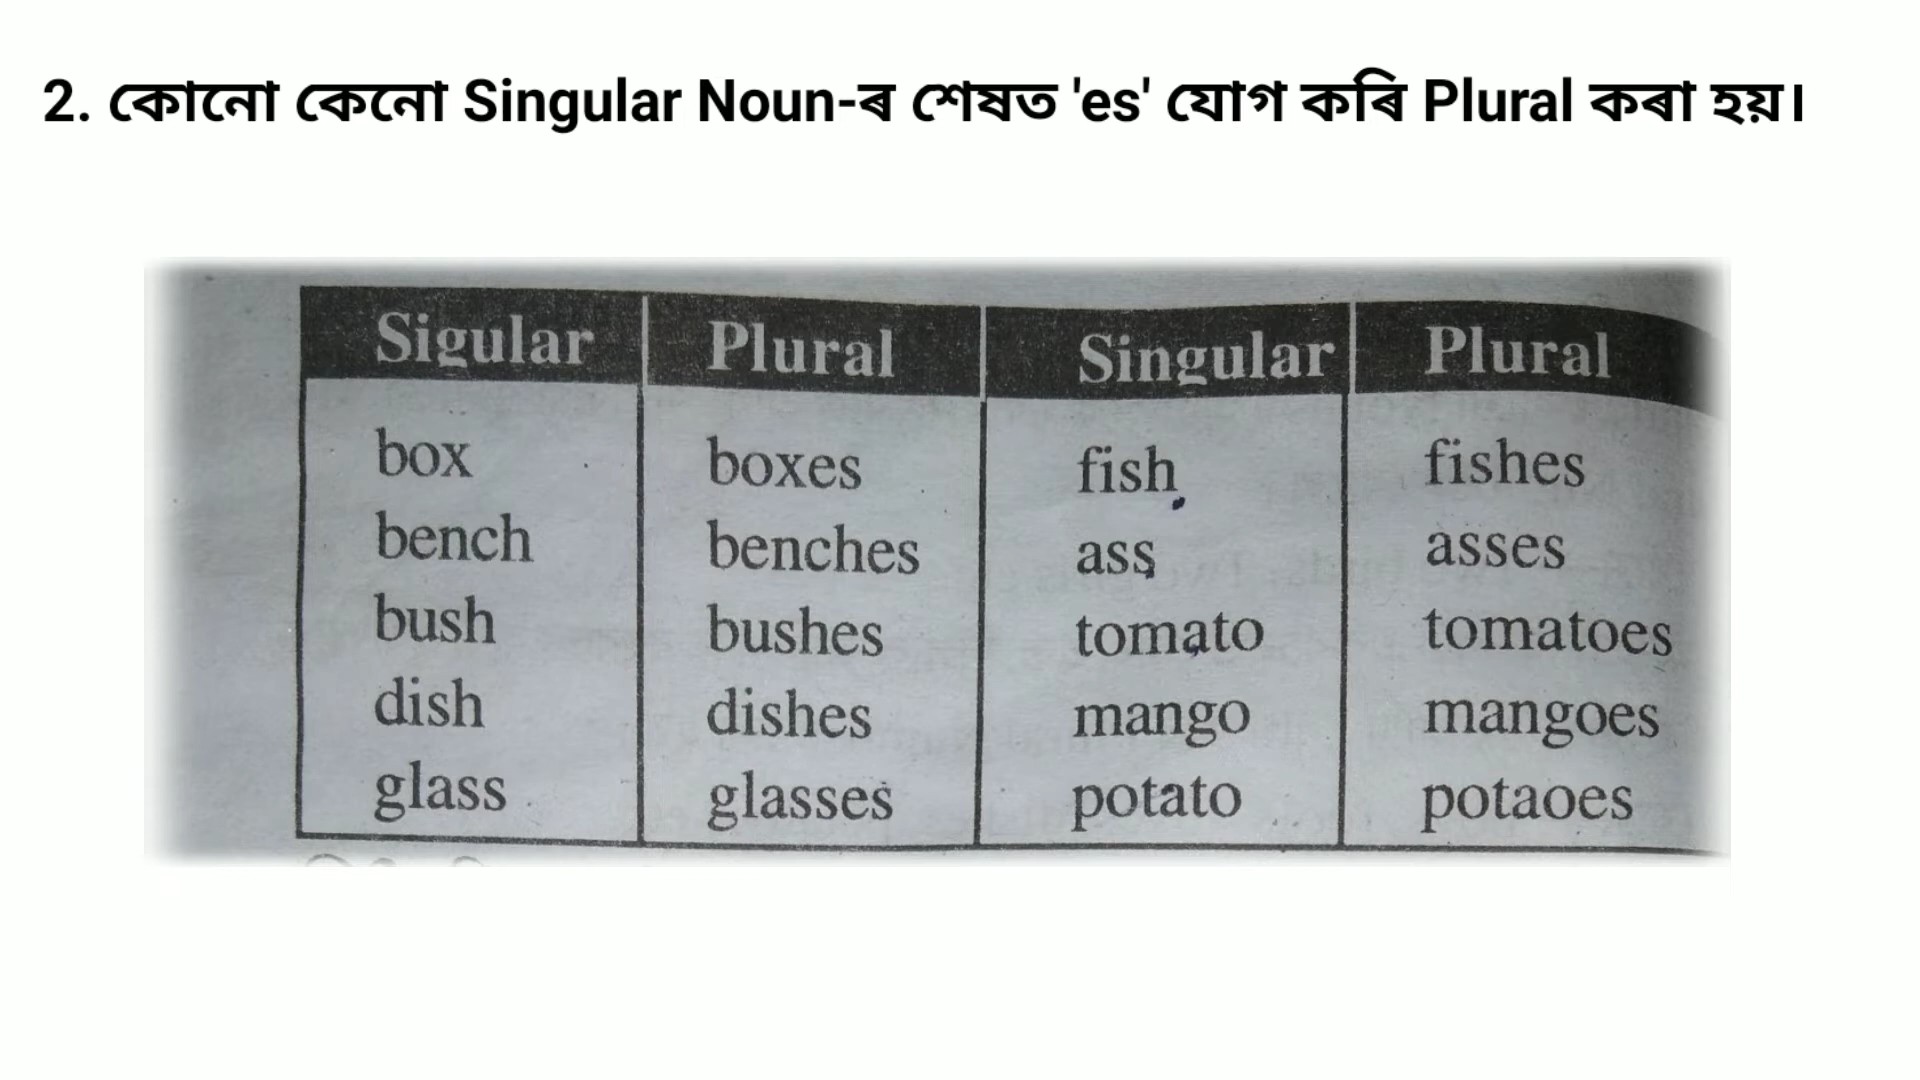 2. কোনো কেনো Singular Noun-ৰ শেষত 'es' যোগ কৰি Plural কৰা হয়।
Sigular Plural Singular Plural
box boxes fish fishes
bench benches ass asses
bush bushes tomato tomatoes
dish dishes mango mangoes
glass glasses potato potaoes